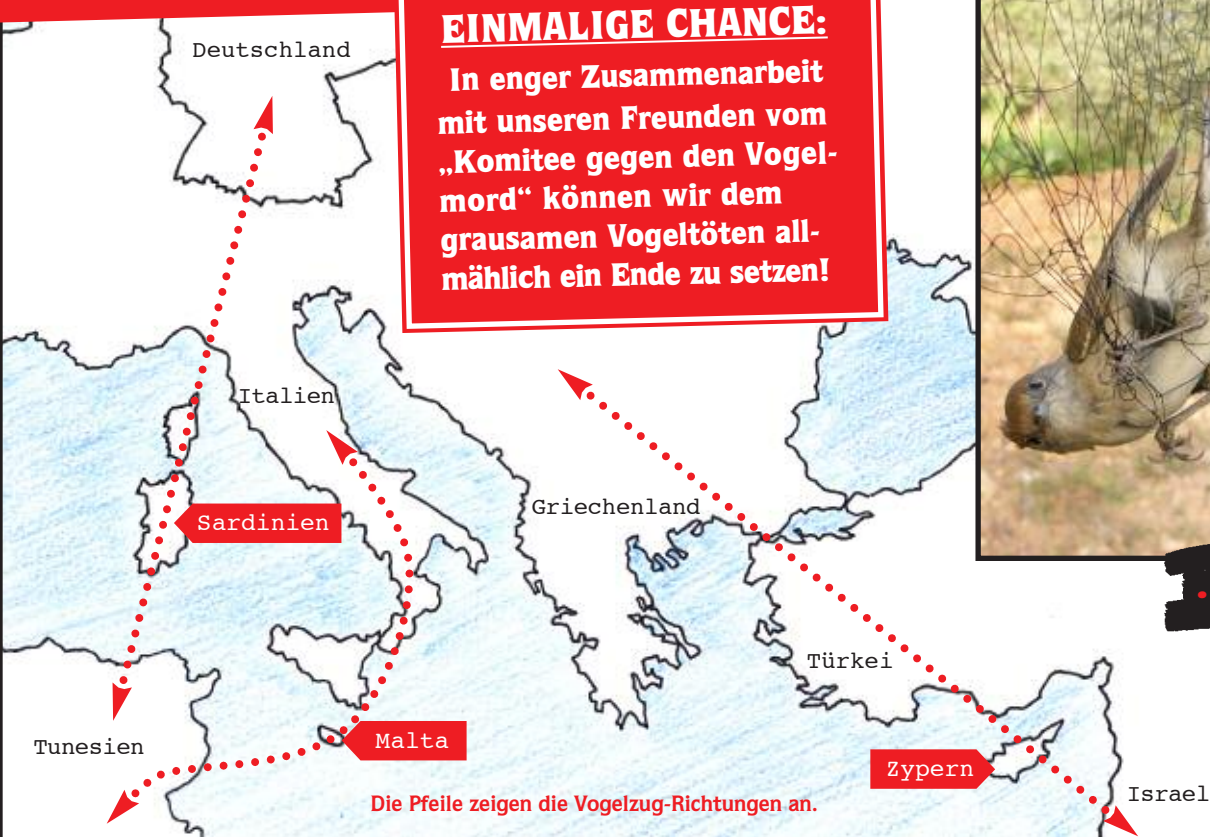 EINMALIGE CHANCE:
In enger Zusammenarbeit
mit unseren Freunden vom
„Komitee gegen den Vogel-
mord“ können wir dem
grausamen Vogeltöten all-
mählich ein Ende zu setzen!
Deutschland
Italien
Sardinien
Griechenland
Türkei
Tunesien
Malta
Zypern
Israel
Die Pfeile zeigen die Vogelzug-Richtungen an.